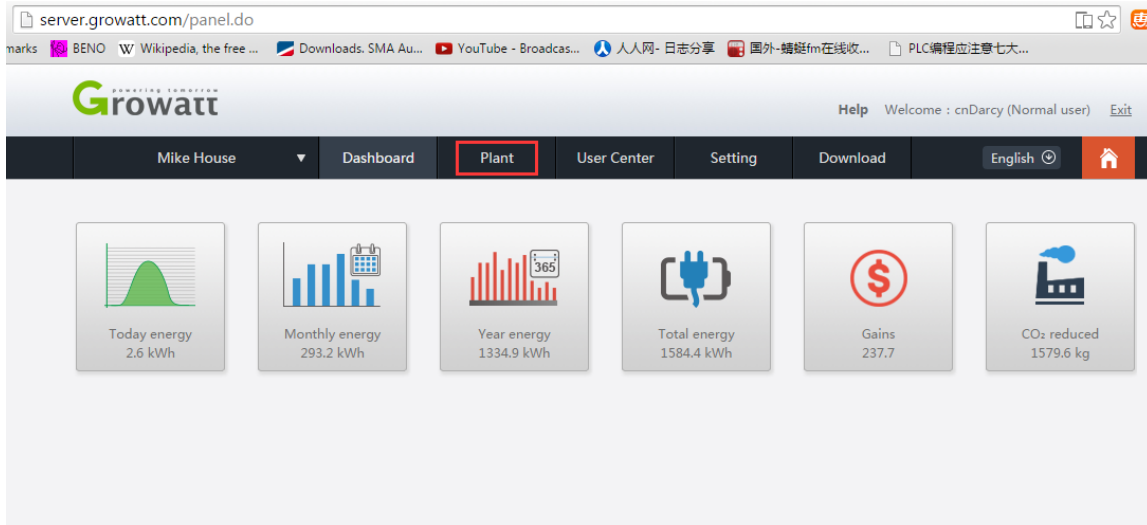 server.growatt.com/panel.do
marks BENO W Wikipedia, the free ... Downloads. SMA Au... YouTube - Broadcas... 人人网- 日志分享 国外-蜻蜓fm在线收... PLC编程应注意七大...
powering tomorrow
Growatt
Help Welcome : cnDarcy (Normal user) Exit
Mike House Dashboard Plant User Center Setting Download English
365
Today energy Monthly energy Year energy Total energy Gains CO₂ reduced
2.6 kWh 293.2 kWh 1334.9 kWh 1584.4 kWh 237.7 1579.6 kg